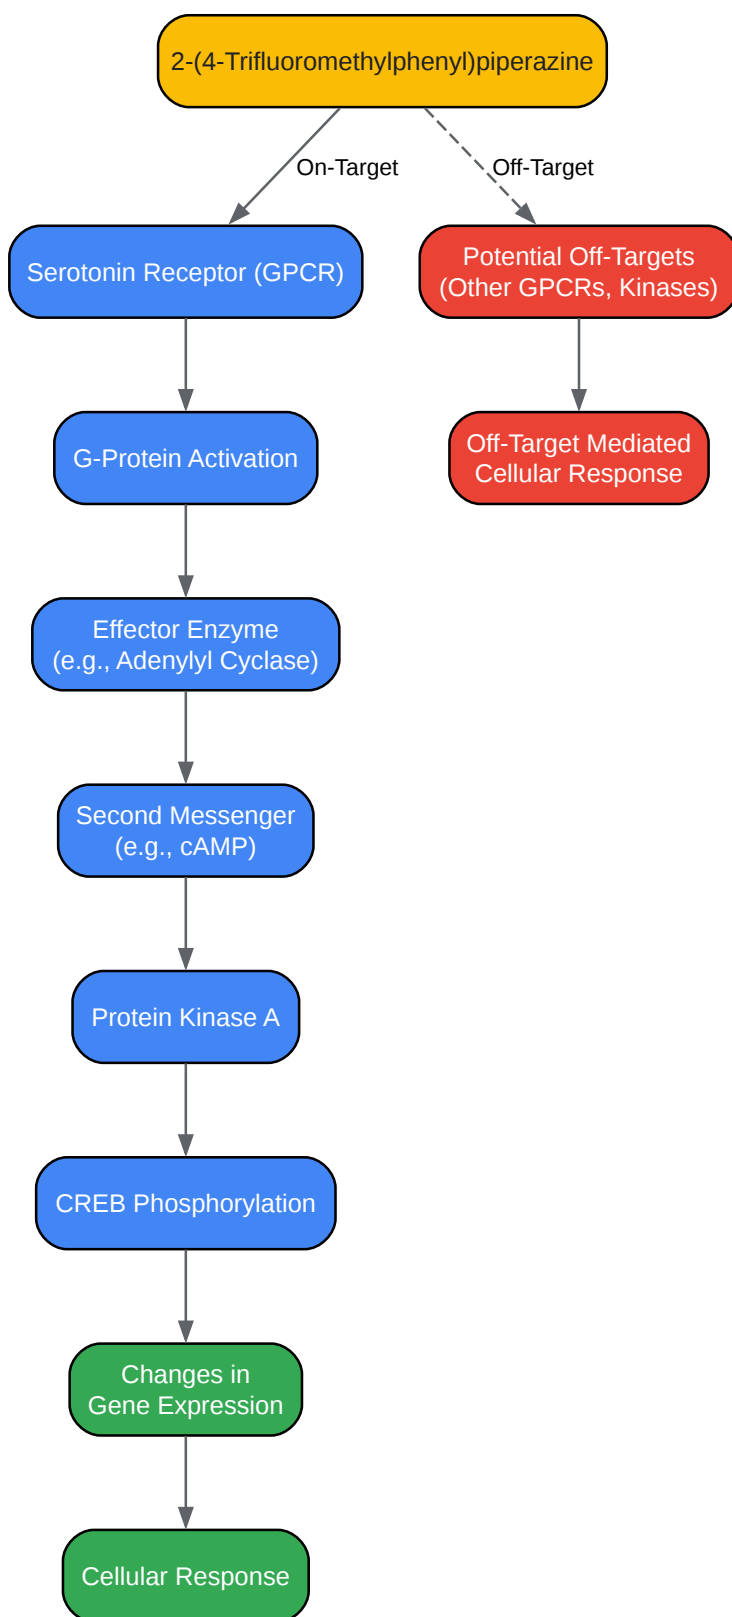 2-(4-Trifluoromethylphenyl)piperazine
On-Target
Off-Target
Serotonin Receptor (GPCR)
Potential Off-Targets
(Other GPCRs, Kinases)
G-Protein Activation
Off-Target Mediated
Cellular Response
Effector Enzyme
(e.g., Adenylyl Cyclase)
Second Messenger
(e.g., cAMP)
Protein Kinase A
CREB Phosphorylation
Changes in
Gene Expression
Cellular Response